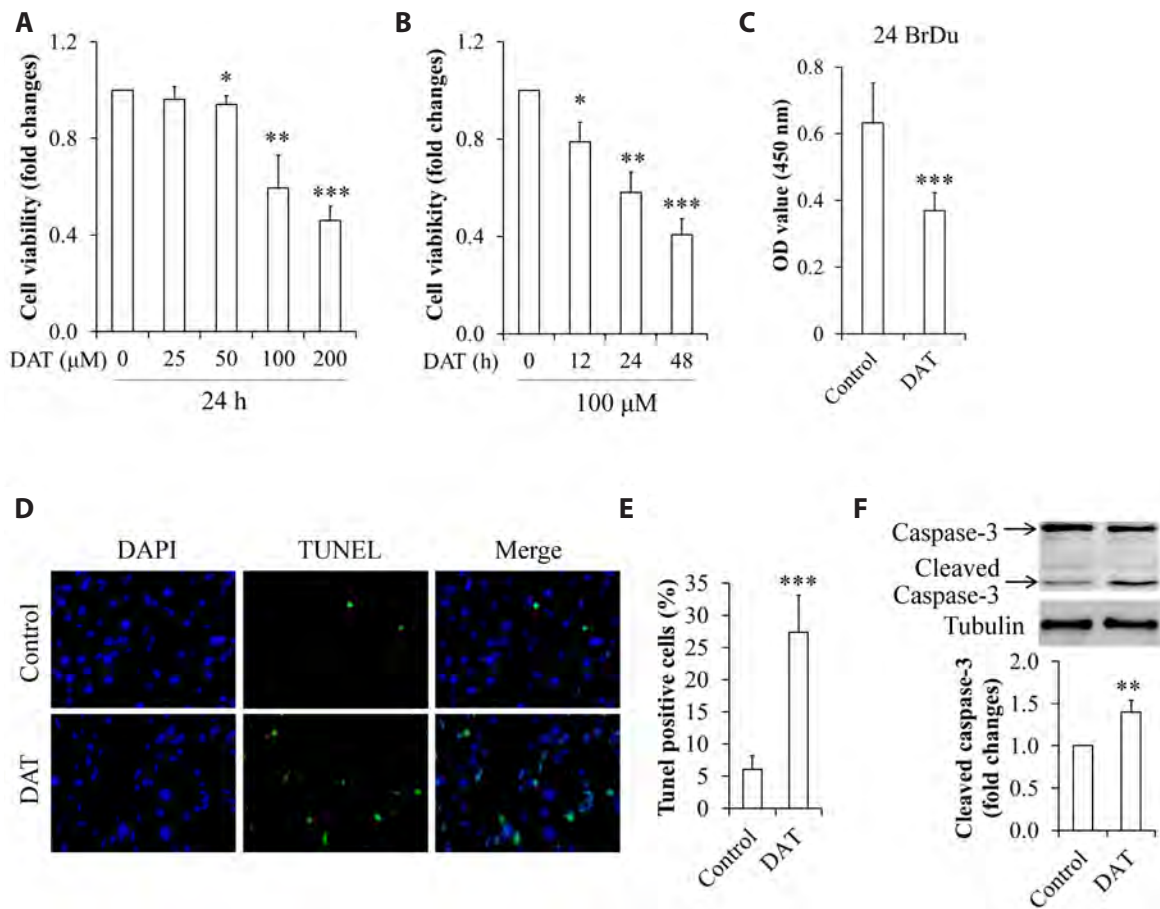 A
Cell viability (fold changes)
1.2
0.8
0.4
0.0
*
**
***
DAT (μM) 0 25 50 100 200
24 h
B
Cell viabikity (fold changes)
1.2
0.8
0.4
0.0
*
**
***
DAT (h) 0 12 24 48
100 μM
C
24 BrDu
OD value (450 nm)
0.8
0.6
0.4
0.2
0
***
Control
DAT
D
DAPI TUNEL Merge
Control
DAT
E
Tunel positive cells (%)
35
30
25
20
15
10
5
0
***
Control
DAT
F
Caspase-3
Cleaved
Caspase-3
Tubulin
Cleaved caspase-3
(fold changes)
2.0
1.5
1.0
0.5
0.0
**
Control
DAT